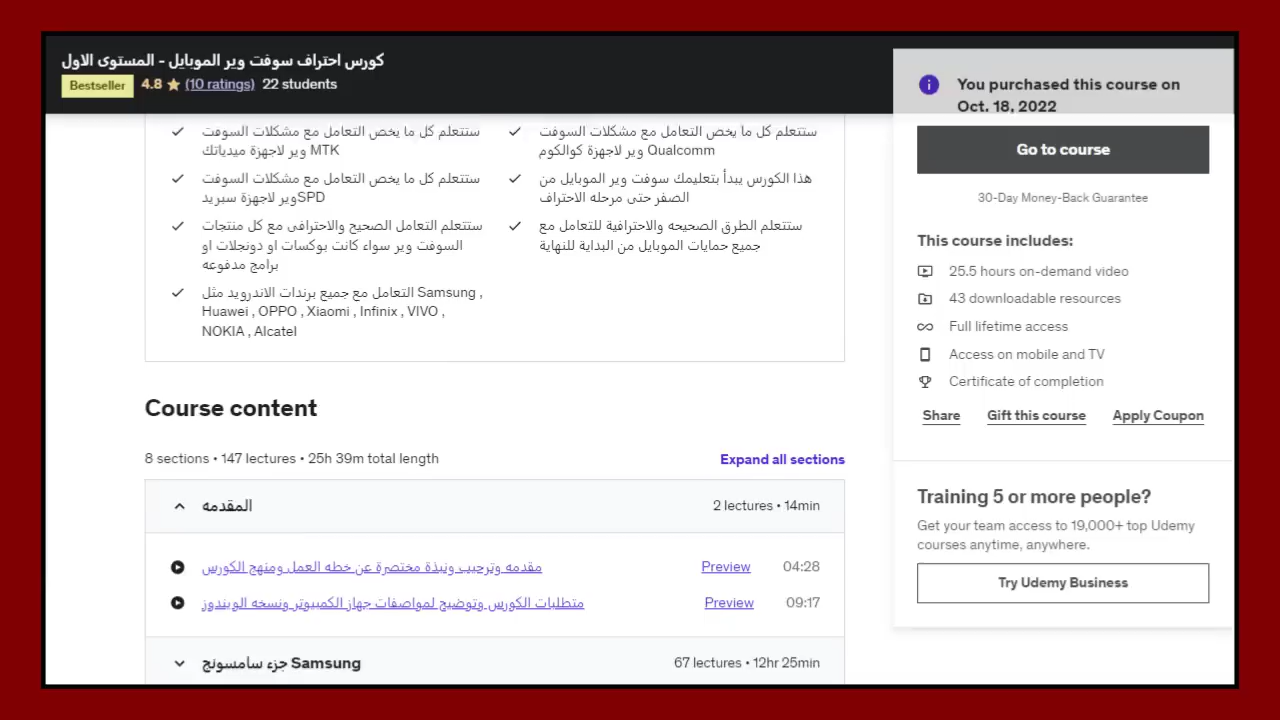 كورس احتراف سوفت وير الموبايل - المستوى الاول
Bestseller 4.8 (10 ratings) 22 students
ستتعلم كل ما يخص التعامل مع مشكلات السوفت
وير لاجهزة ميدياتك MTK
ستتعلم كل ما يخص التعامل مع مشكلات السوفت
وير لاجهزة كوالكوم Qualcomm
ستتعلم كل ما يخص التعامل مع مشكلات السوفت
وير لاجهزة سبريدSPD
هذا الكورس يبدأ بتعليمك سوفت وير الموبايل من
الصفر حتى مرحله الاحتراف
ستتعلم التعامل الصحيح والاحترافى مع كل منتجات
السوفت وير سواء كانت بوكسات او دونجلات او
برامج مدفوعه
ستتعلم الطرق الصحيحه والاحترافية للتعامل مع
جميع حمايات الموبايل من البداية للنهاية
التعامل مع جميع برندات الاندرويد مثل Samsung ,
Huawei , OPPO , Xiaomi , Infinix , VIVO ,
NOKIA , Alcatel
Course content
8 sections • 147 lectures • 25h 39m total length
Expand all sections
المقدمه
2 lectures • 14min
مقدمه وترحيب ونبذة مختصرة عن خطه العمل ومنهج الكورس
Preview 04:28
متطلبات الكورس وتوضيح لمواصفات جهاز الكمبيوتر ونسخه الويندوز
Preview 09:17
جزء سامسونج Samsung
67 lectures • 12hr 25min
You purchased this course on
Oct. 18, 2022
Go to course
30-Day Money-Back Guarantee
This course includes:
25.5 hours on-demand video
43 downloadable resources
Full lifetime access
Access on mobile and TV
Certificate of completion
Share Gift this course Apply Coupon
Training 5 or more people?
Get your team access to 19,000+ top Udemy
courses anytime, anywhere.
Try Udemy Business